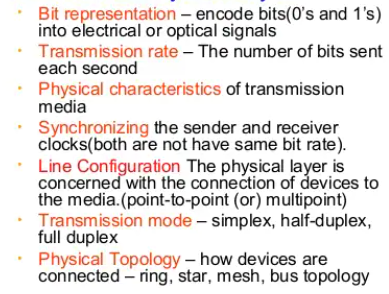 • Bit representation – encode bits(0's and 1's)
into electrical or optical signals
• Transmission rate – The number of bits sent
each second
• Physical characteristics of transmission
media
• Synchronizing the sender and receiver
clocks(both are not have same bit rate).
• Line Configuration The physical layer is
concerned with the connection of devices to
the media.(point-to-point (or) multipoint)
• Transmission mode – simplex, half-duplex,
full duplex
• Physical Topology – how devices are
connected – ring, star, mesh, bus topology